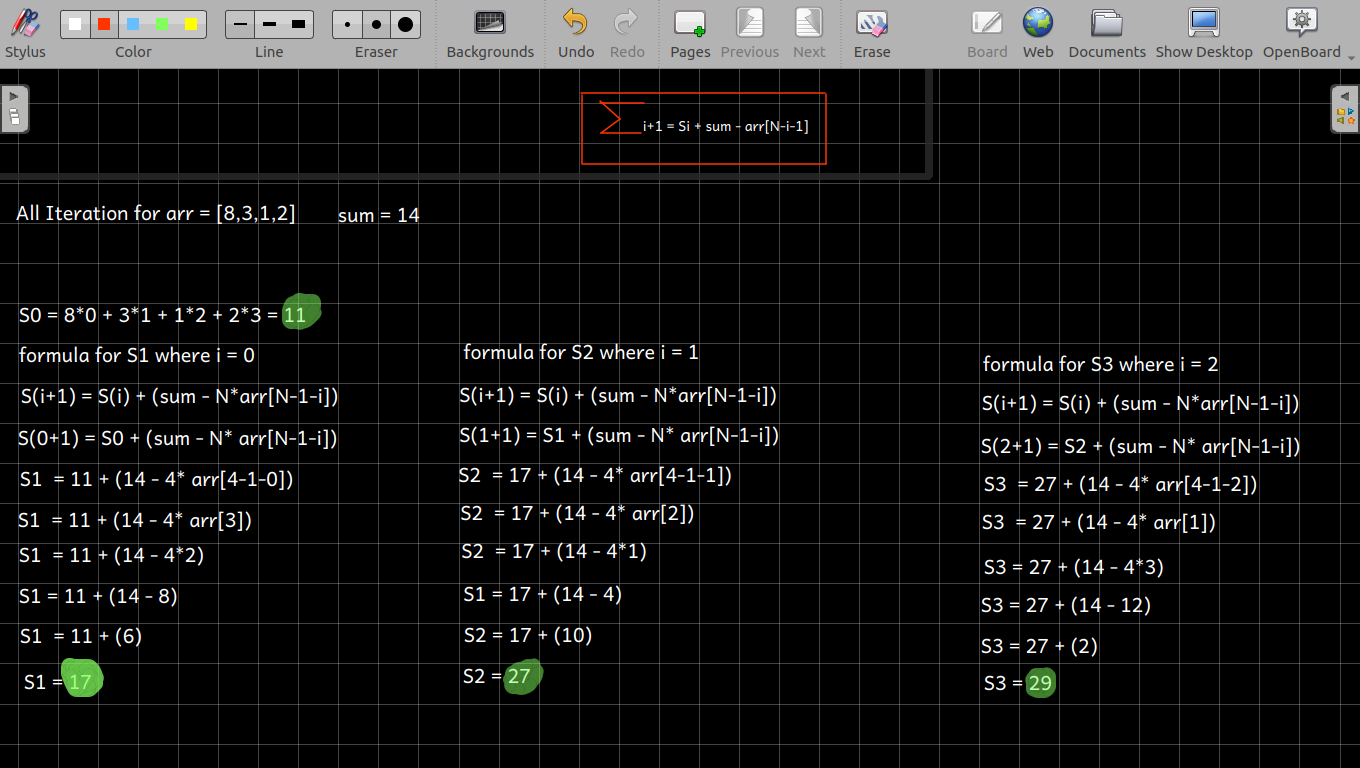 Stylus
Color
Line
Eraser
Backgrounds
Undo
Redo
Pages
Previous
Next
Erase
Board
Web
Documents
Show Desktop
OpenBoard
i+1 = Si + sum - arr[N-i-1]
All Iteration for arr = [8,3,1,2] sum = 14
S0 = 8*0 + 3*1 + 1*2 + 2*3 = 11
formula for S1 where i = 0
S(i+1) = S(i) + (sum - N*arr[N-1-i])
S(0+1) = S0 + (sum - N* arr[N-1-i])
S1 = 11 + (14 - 4* arr[4-1-0])
S1 = 11 + (14 - 4* arr[3])
S1 = 11 + (14 - 4*2)
S1 = 11 + (14 - 8)
S1 = 11 + (6)
S1 = 17
formula for S2 where i = 1
S(i+1) = S(i) + (sum - N*arr[N-1-i])
S(1+1) = S1 + (sum - N* arr[N-1-i])
S2 = 17 + (14 - 4* arr[4-1-1])
S2 = 17 + (14 - 4* arr[2])
S2 = 17 + (14 - 4*1)
S1 = 17 + (14 - 4)
S2 = 17 + (10)
S2 = 27
formula for S3 where i = 2
S(i+1) = S(i) + (sum - N*arr[N-1-i])
S(2+1) = S2 + (sum - N* arr[N-1-i])
S3 = 27 + (14 - 4* arr[4-1-2])
S3 = 27 + (14 - 4* arr[1])
S3 = 27 + (14 - 4*3)
S3 = 27 + (14 - 12)
S3 = 27 + (2)
S3 = 29